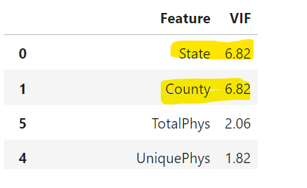 Feature VIF
0 State 6.82
1 County 6.82
5 TotalPhys 2.06
4 UniquePhys 1.82